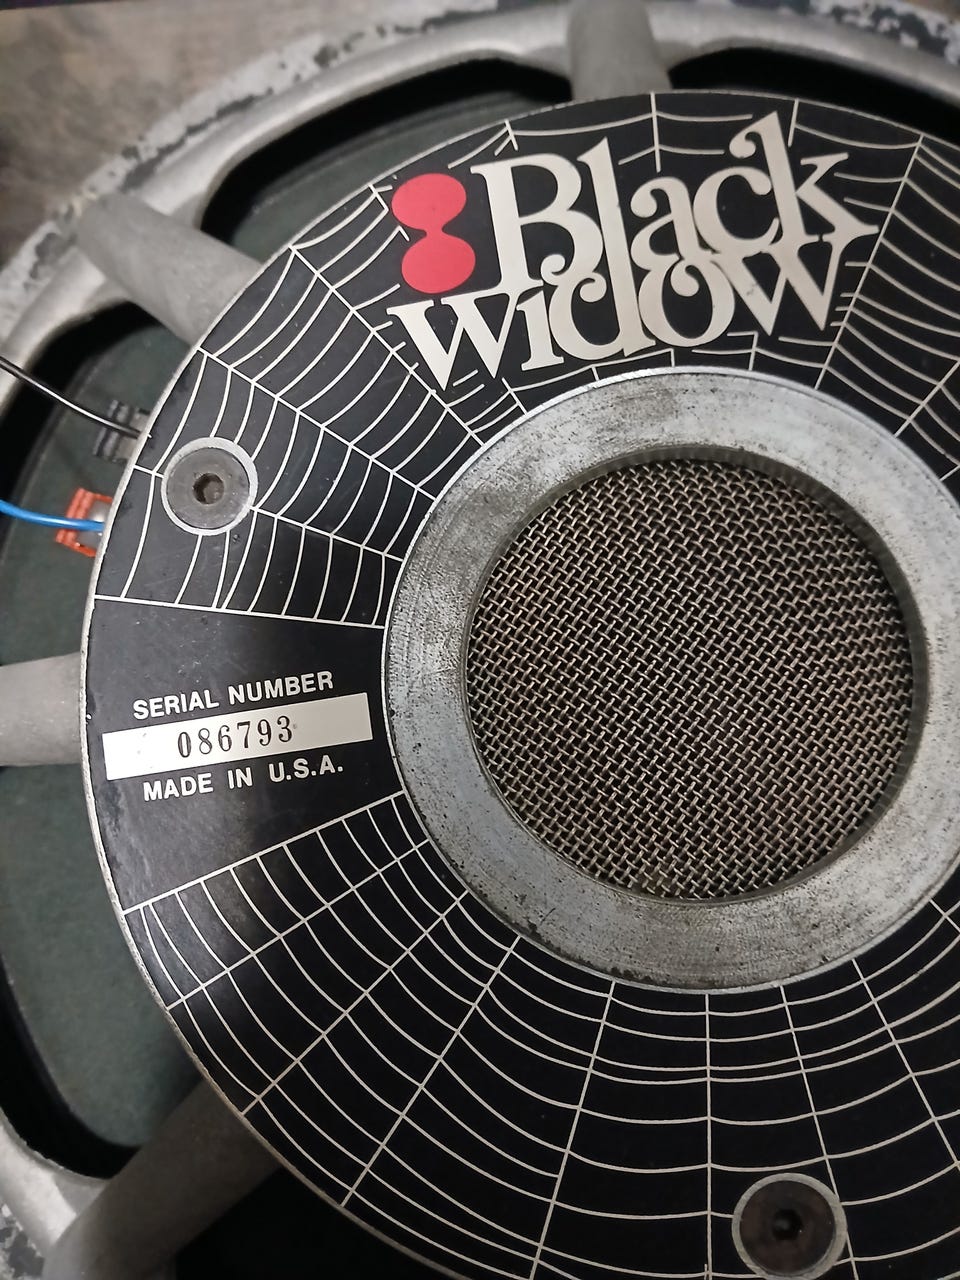 Black
Widow
SERIAL NUMBER
086793
MADE IN U.S.A.